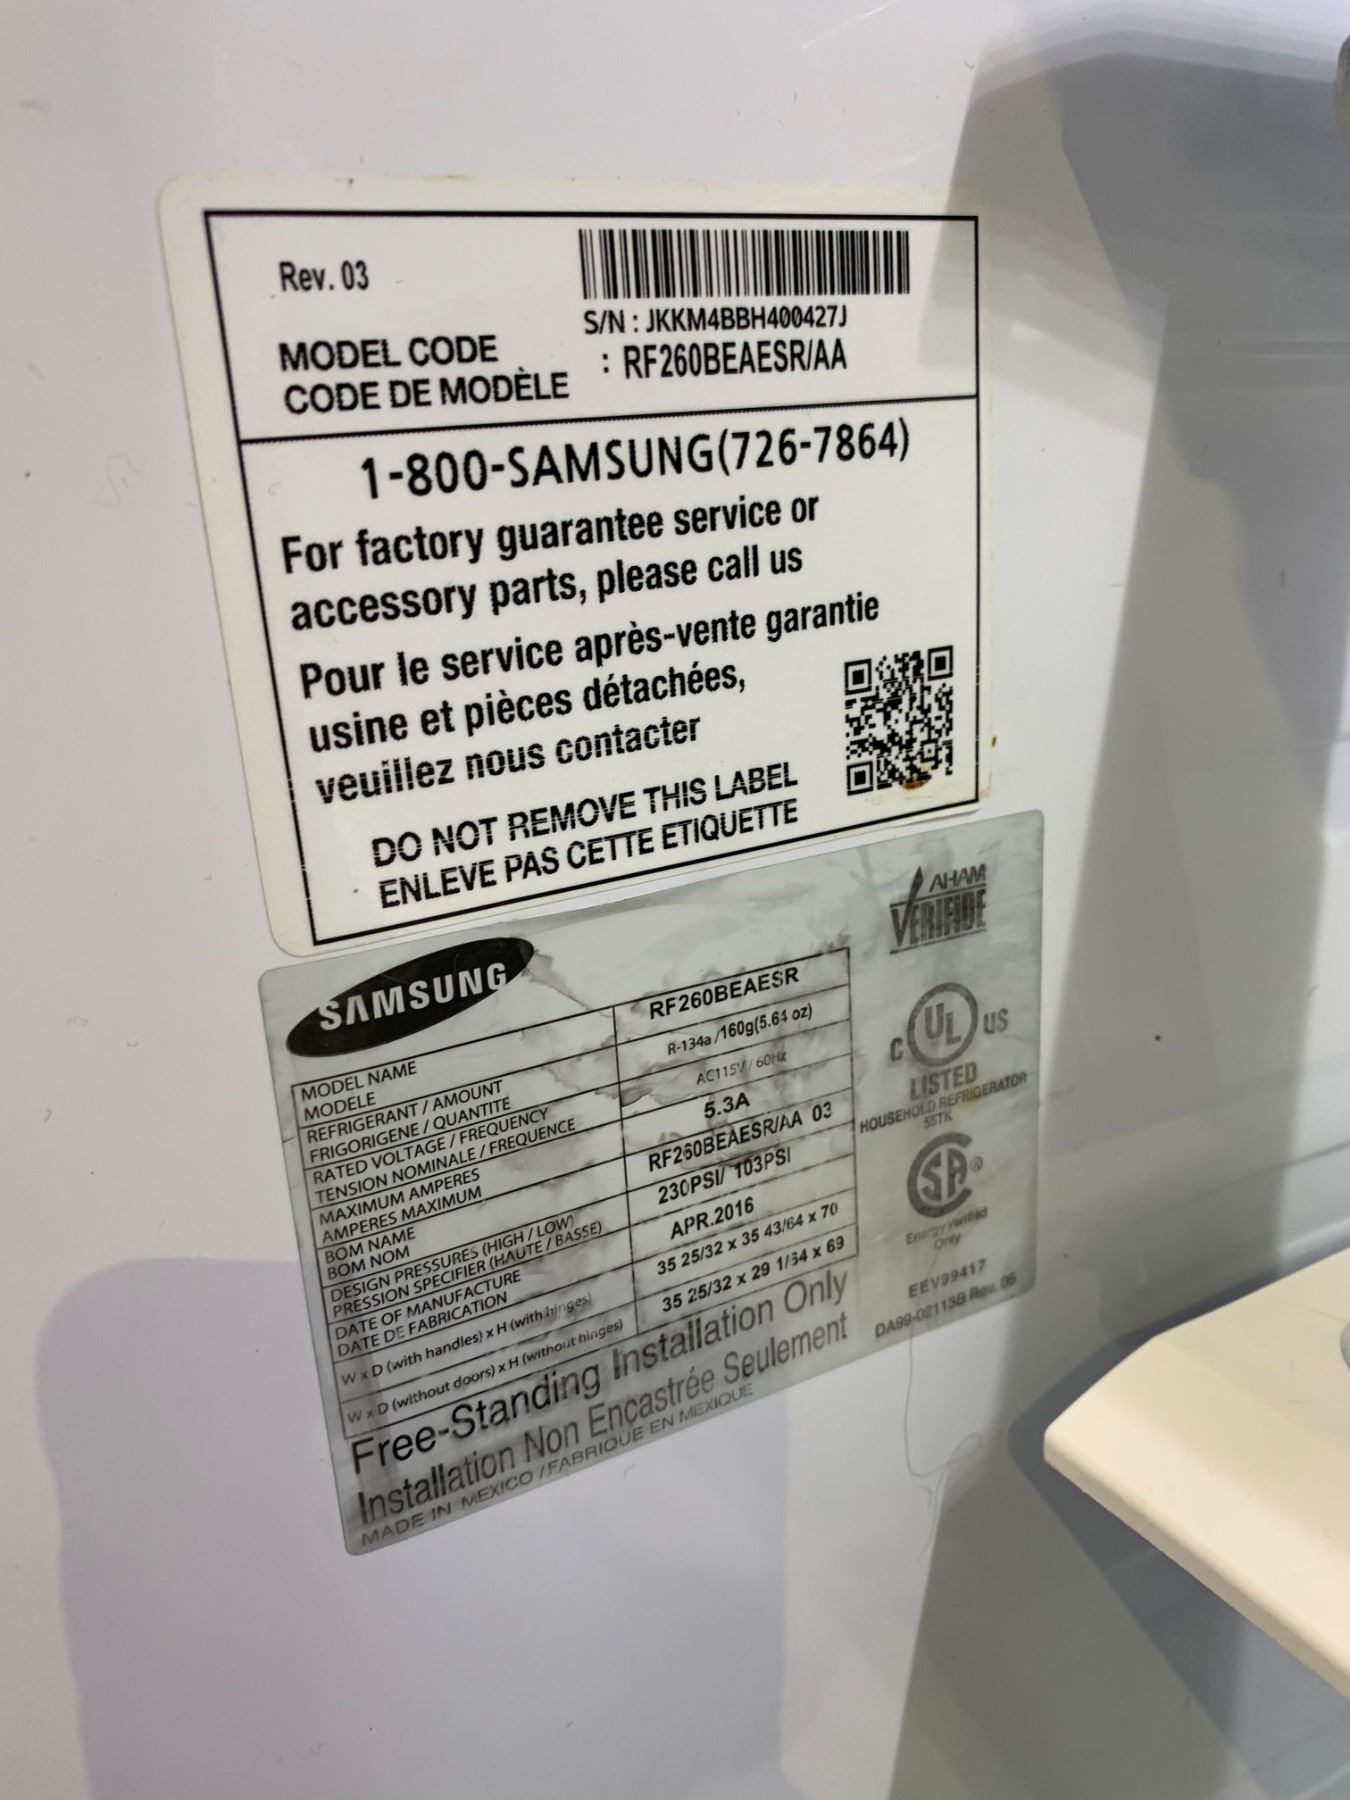 Rev. 03
S/N : JKKM4BBH400427J
MODEL CODE
CODE DE MODÈLE
: RF260BEAESR/AA
1-800-SAMSUNG(726-7864)
For factory guarantee service or
accessory parts, please call us
Pour le service après-vente garantie
usine et pièces détachées,
veuillez nous contacter
DO NOT REMOVE THIS LABEL
ENLEVE PAS CETTE ETIQUETTE
SAMSUNG
AHAM
VERIFIDE
MODEL NAME
MODELE
RF260BEAESR
REFRIGERANT / AMOUNT
FRIGORIGENE / QUANTITE
R-134a /160g(5.64 oz)
RATED VOLTAGE / FREQUENCY
TENSION NOMINALE / FREQUENCE
AC115V / 60Hz
MAXIMUM AMPERES
AMPERES MAXIMUM
5.3A
BOM NAME
BOM NOM
RF260BEAESR/AA 03
DESIGN PRESSURES (HIGH / LOW)
PRESSION SPECIFIER (HAUTE / BASSE)
230PSI/ 103PSI
DATE OF MANUFACTURE
DATE DE FABRICATION
APR.2016
W x D (with handles) x H (with hinges)
35 25/32 x 35 43/64 x 70
W x D (without doors) x H (without hinges)
35 25/32 x 29 1/64 x 69
C UL US
LISTED
HOUSEHOLD REFRIGERATOR
55TK
SA ®
Energy Verified
Only
EEV99417
DA99-02113B Rev. 05
Free-Standing Installation Only
Installation Non Encastrée Seulement
MADE IN MEXICO / FABRIQUE EN MEXIQUE